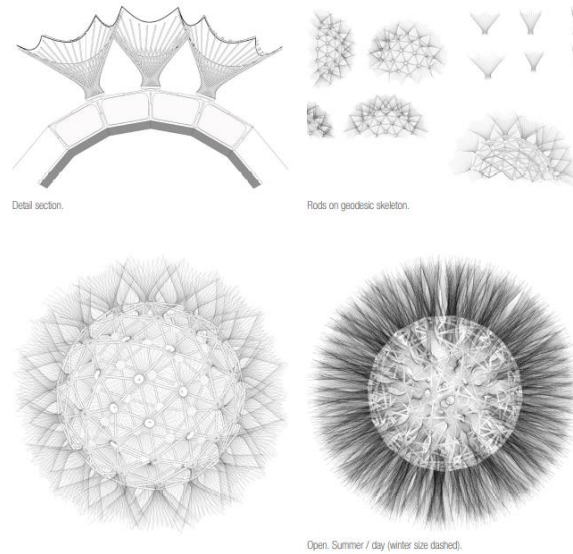 Detail section.
Rods on geodesic skeleton.
Open. Summer / day (winter size dashed).